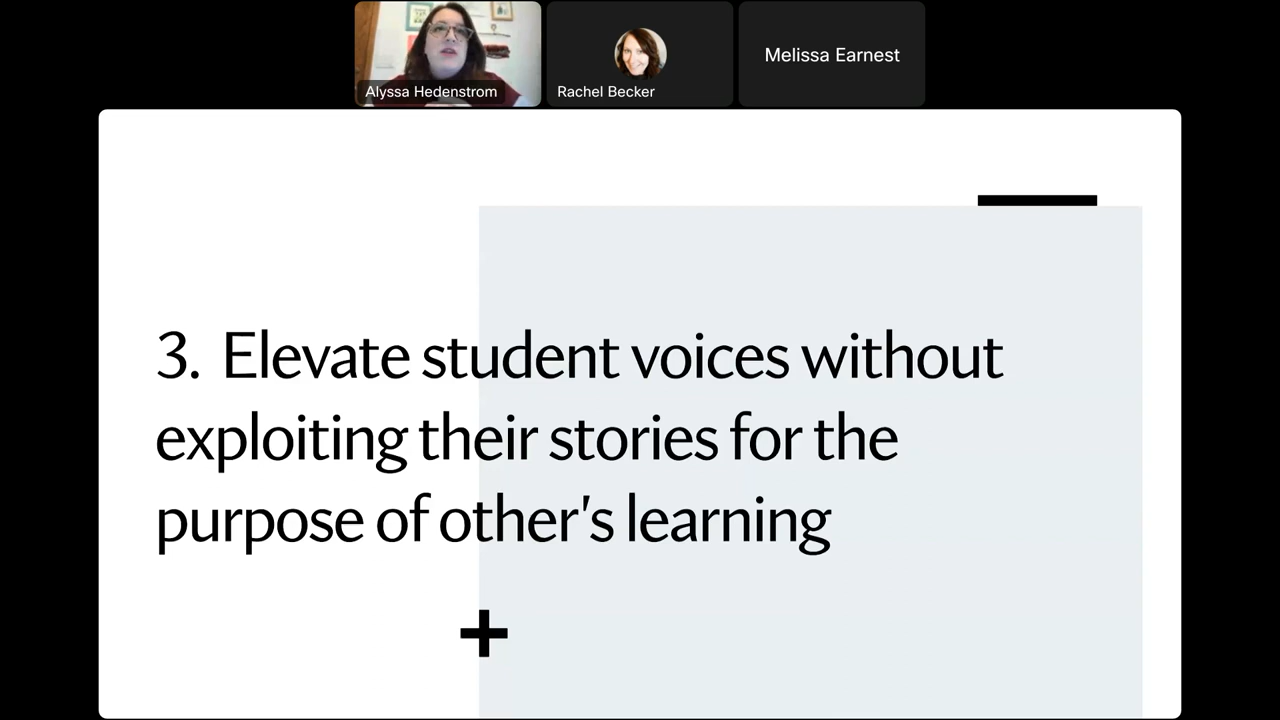 Alyssa Hedenstrom
Rachel Becker
Melissa Earnest
3. Elevate student voices without
exploiting their stories for the
purpose of other's learning